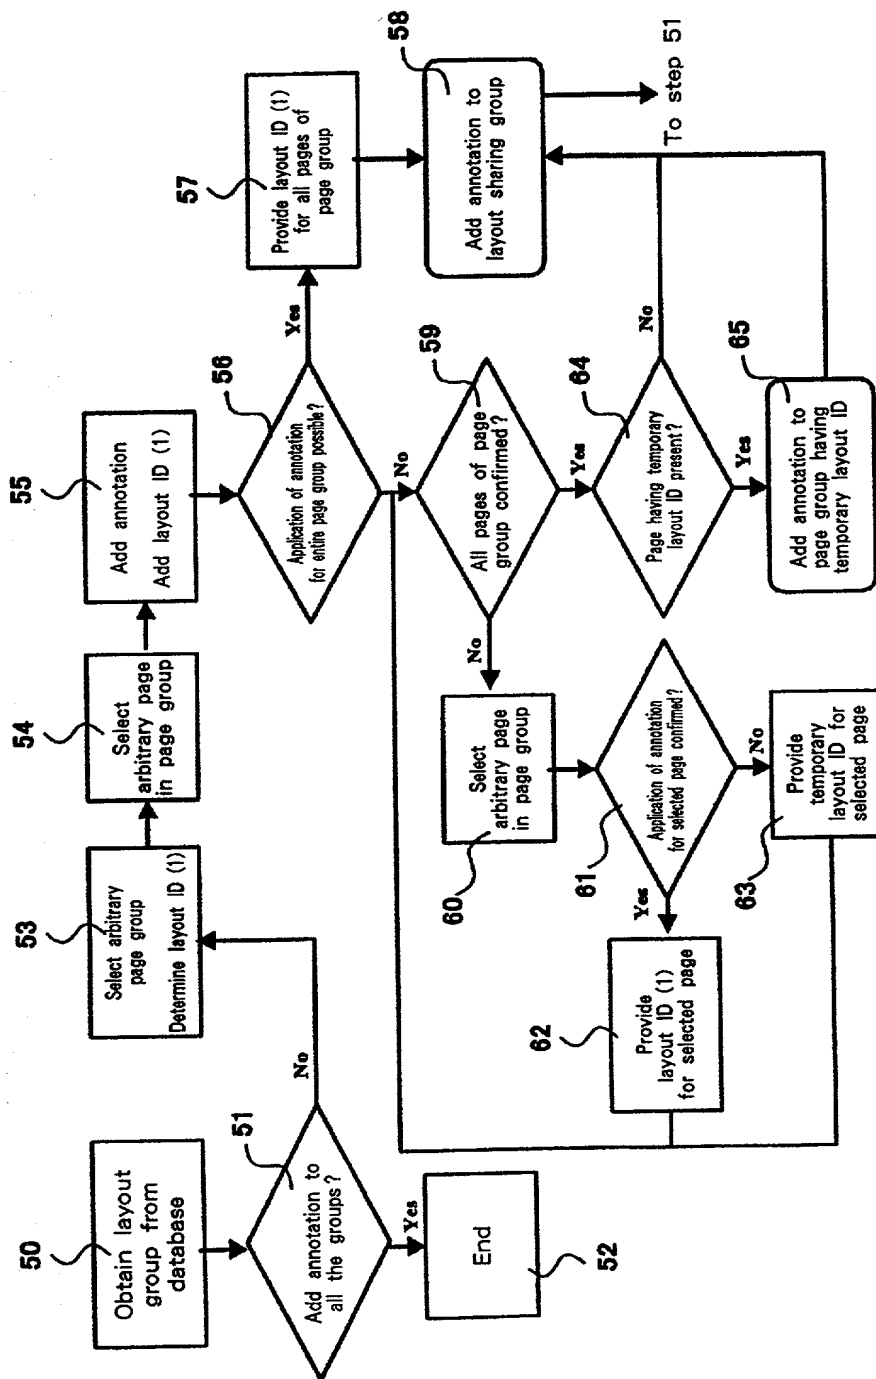 50
Obtain layout
group from
database
51
Add annotation to
all the groups?
Yes
No
End
52
53
Select arbitrary
page group
Determine layout ID (1)
54
Select
arbitrary page
in page group
55
Add annotation
Add layout ID (1)
56
Application of annotation
for entire page group possible?
Yes
No
57
Provide layout ID (1)
for all pages of
page group
58
Add annotation to
layout sharing group
To step 51
59
All pages of page
group confirmed?
No
Yes
60
Select
arbitrary page
in page group
61
Application of annotation
for selected page confirmed?
Yes
No
62
Provide
layout ID (1)
for selected page
63
Provide
temporary
layout ID for
selected page
64
Page having temporary
layout ID present?
No
Yes
65
Add annotation to
page group having
temporary layout ID